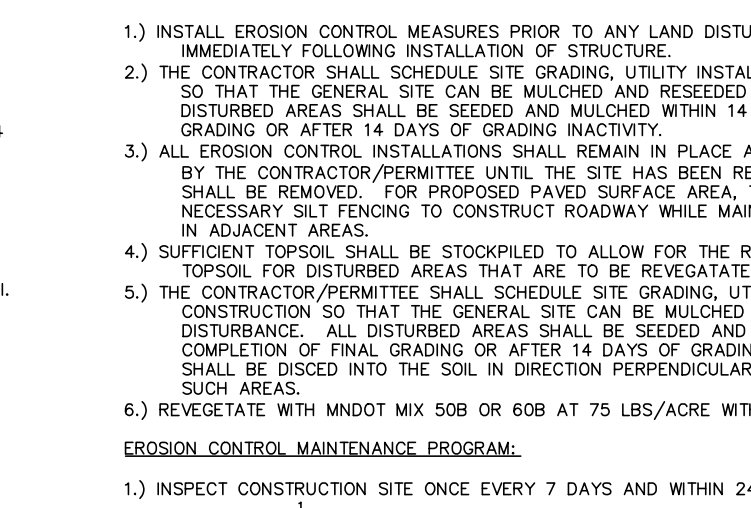 1.) INSTALL EROSION CONTROL MEASURES PRIOR TO ANY LAND
IMMEDIATELY FOLLOWING INSTALLATION OF STRUCTURE.
2.) THE CONTRACTOR SHALL SCHEDULE SITE GRADING, UTILITY
SO THAT THE GENERAL SITE CAN BE MULCHED AND RESEEDED
DISTURBED AREAS SHALL BE SEEDED AND MULCHED WITHIN 14
GRADING OR AFTER 14 DAYS OF GRADING INACTIVITY.
3.) ALL EROSION CONTROL INSTALLATIONS SHALL REMAIN IN PLACE
BY THE CONTRACTOR/PERMITTEE UNTIL THE SITE HAS BEEN
SHALL BE REMOVED. FOR PROPOSED PAVED SURFACE AREA,
NECESSARY SILT FENCING TO CONSTRUCT ROADWAY WHILE
IN ADJACENT AREAS.
4.) SUFFICIENT TOPSOIL SHALL BE STOCKPILED TO ALLOW FOR THE
TOPSOIL FOR DISTURBED AREAS THAT ARE TO BE REVEGATATE
5.) THE CONTRACTOR/PERMITTEE SHALL SCHEDULE SITE GRADING,
CONSTRUCTION SO THAT THE GENERAL SITE CAN BE MULCHED
DISTURBANCE. ALL DISTURBED AREAS SHALL BE SEEDED AND
COMPLETION OF FINAL GRADING OR AFTER 14 DAYS OF
SHALL BE DISCED INTO THE SOIL IN DIRECTION PERPENDICULAR
SUCH AREAS.
6.) REVEGETATE WITH MNDOT MIX 50B OR 60B AT 75 LBS/ACRE
EROSION CONTROL MAINTENANCE PROGRAM:
1.) INSPECT CONSTRUCTION SITE ONCE EVERY 7 DAYS AND WITHIN